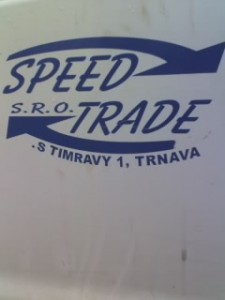 SPEED
S.R.O.
TRADE
.S TIMRAVY 1, TRNAVA